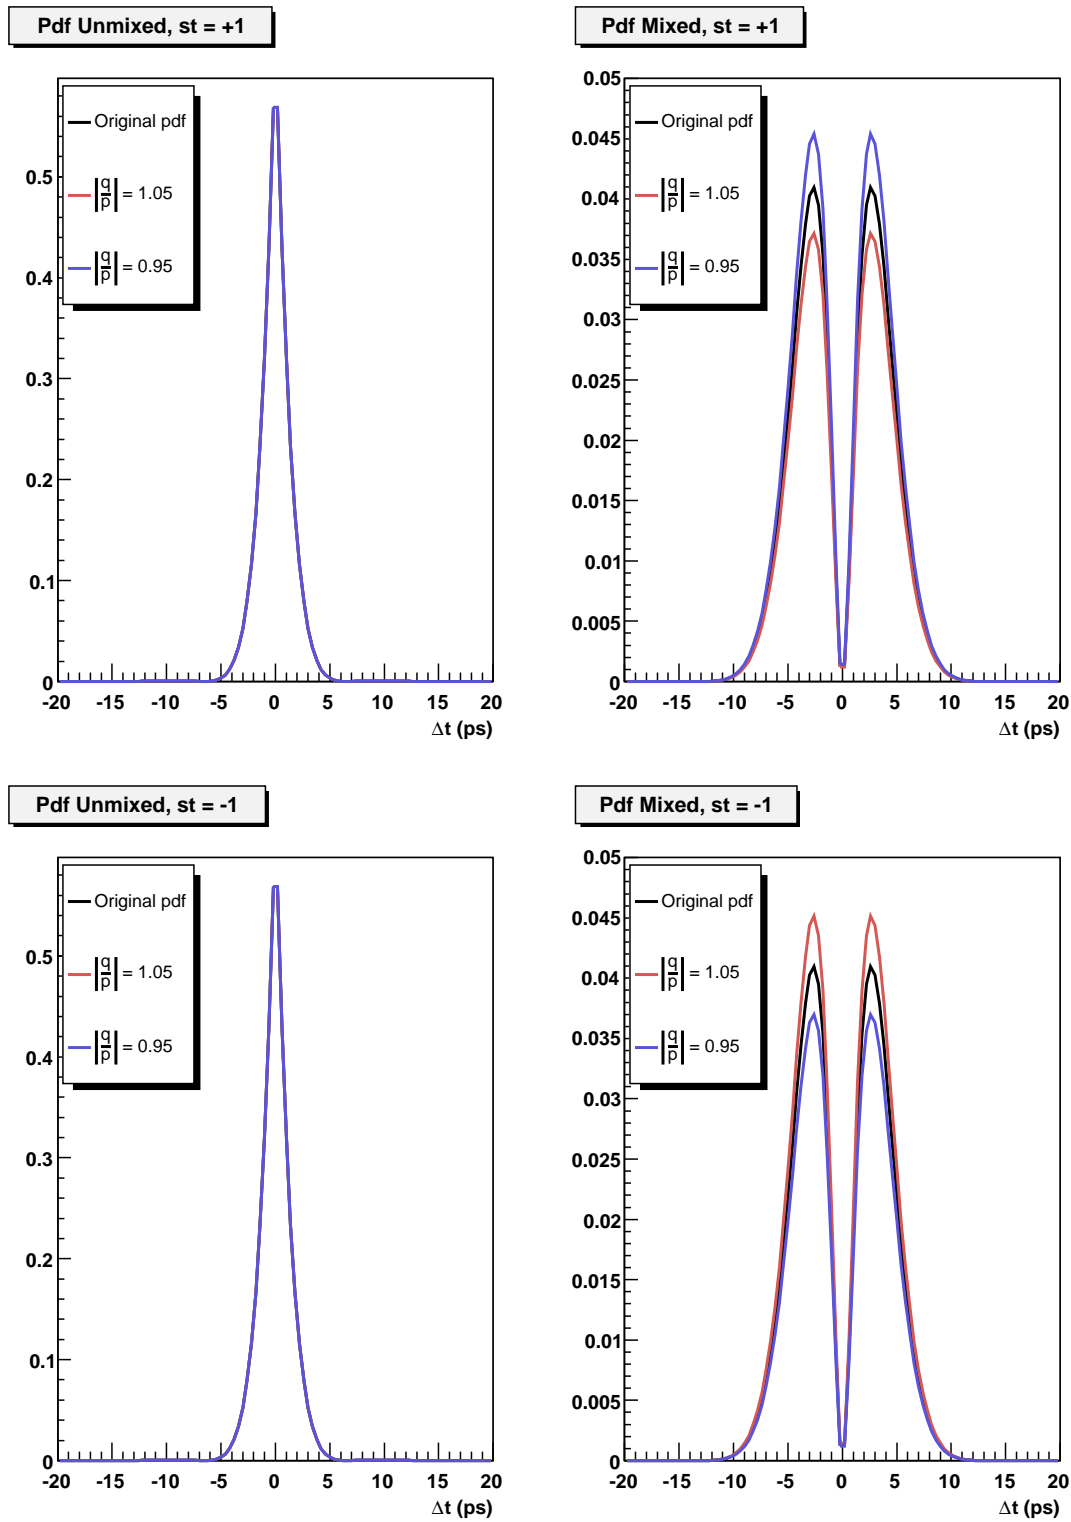 Pdf Unmixed, st = +1
Original pdf
|q/p| = 1.05
|q/p| = 0.95
0.5
0.4
0.3
0.2
0.1
0
-20 -15 -10 -5 0 5 10 15 20
Δt (ps)
Pdf Mixed, st = +1
0.05
Original pdf
0.045
0.04
|q/p| = 1.05
0.035
|q/p| = 0.95
0.03
0.025
0.02
0.015
0.01
0.005
0
-20 -15 -10 -5 0 5 10 15 20
Δt (ps)
Pdf Unmixed, st = -1
Original pdf
|q/p| = 1.05
|q/p| = 0.95
0.5
0.4
0.3
0.2
0.1
0
-20 -15 -10 -5 0 5 10 15 20
Δt (ps)
Pdf Mixed, st = -1
0.05
Original pdf
0.045
0.04
|q/p| = 1.05
0.035
|q/p| = 0.95
0.03
0.025
0.02
0.015
0.01
0.005
0
-20 -15 -10 -5 0 5 10 15 20
Δt (ps)